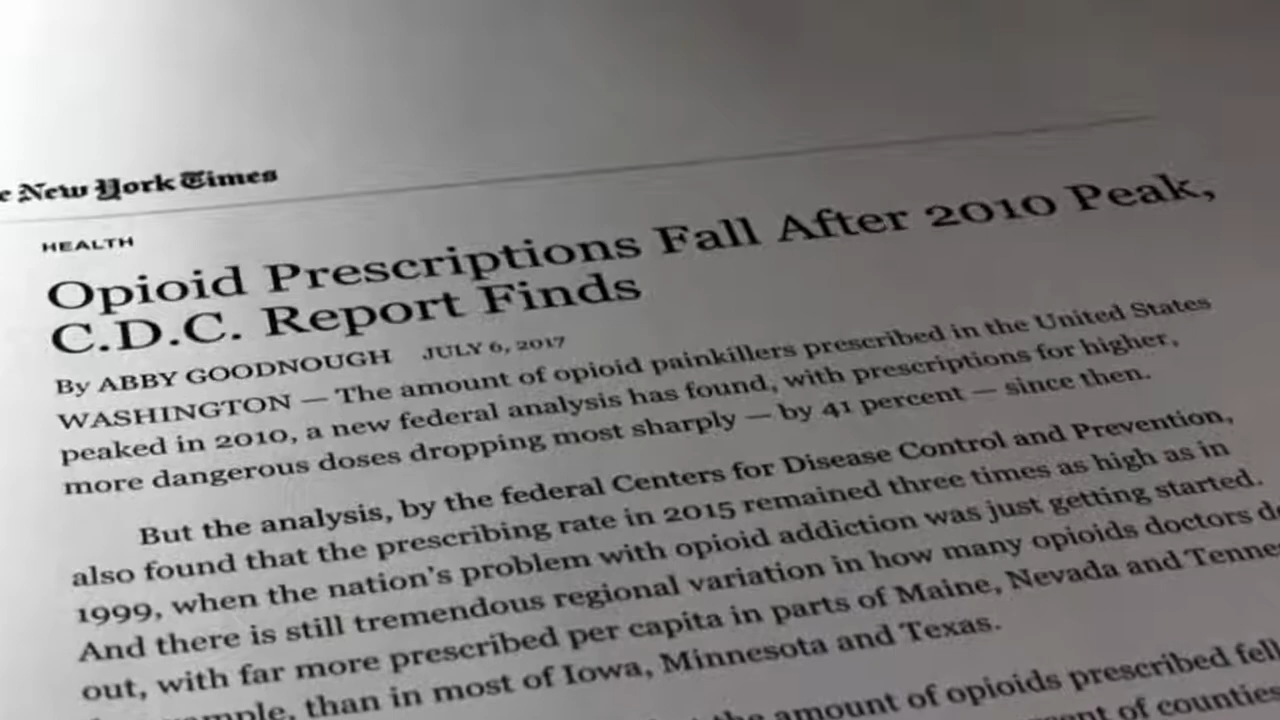 New York Times
HEALTH
Opioid Prescriptions Fall After 2010 Peak,
C.D.C. Report Finds
By ABBY GOODNOUGH JULY 6, 2017
WASHINGTON — The amount of opioid painkillers prescribed in the United States
peaked in 2010, a new federal analysis has found, with prescriptions for higher,
more dangerous doses dropping most sharply — by 41 percent — since then.
But the analysis, by the federal Centers for Disease Control and Prevention,
also found that the prescribing rate in 2015 remained three times as high as in
1999, when the nation's problem with opioid addiction was just getting started.
And there is still tremendous regional variation in how many opioids doctors
out, with far more prescribed per capita in parts of Maine, Nevada and
than in most of Iowa, Minnesota and Texas.
the amount of opioids prescribed fell
of counties